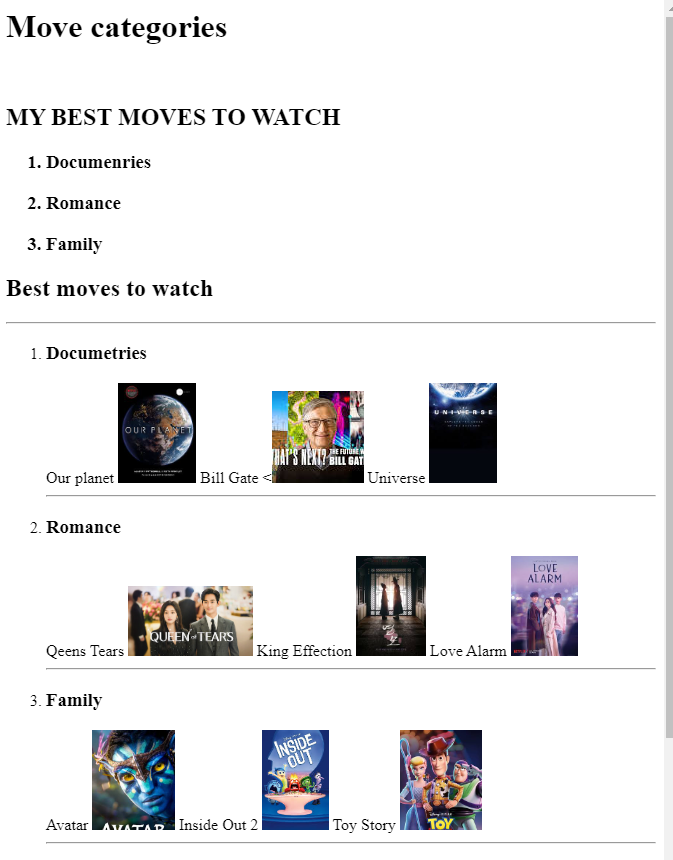 Move categories
MY BEST MOVES TO WATCH
1. Documenries
2. Romance
3. Family
Best moves to watch
1. Documetries
OUR PLANET
UNIVERSE
WHAT'S NEXT? THE FUTURE W
BILL GAT
Our planet Bill Gate < Universe
2. Romance
LOVE
ALARM
QUEEN OF TEARS
Qeens Tears King Effection Love Alarm
3. Family
INSIDE
OUT
AVATAR
TOY
Avatar Inside Out 2 Toy Story